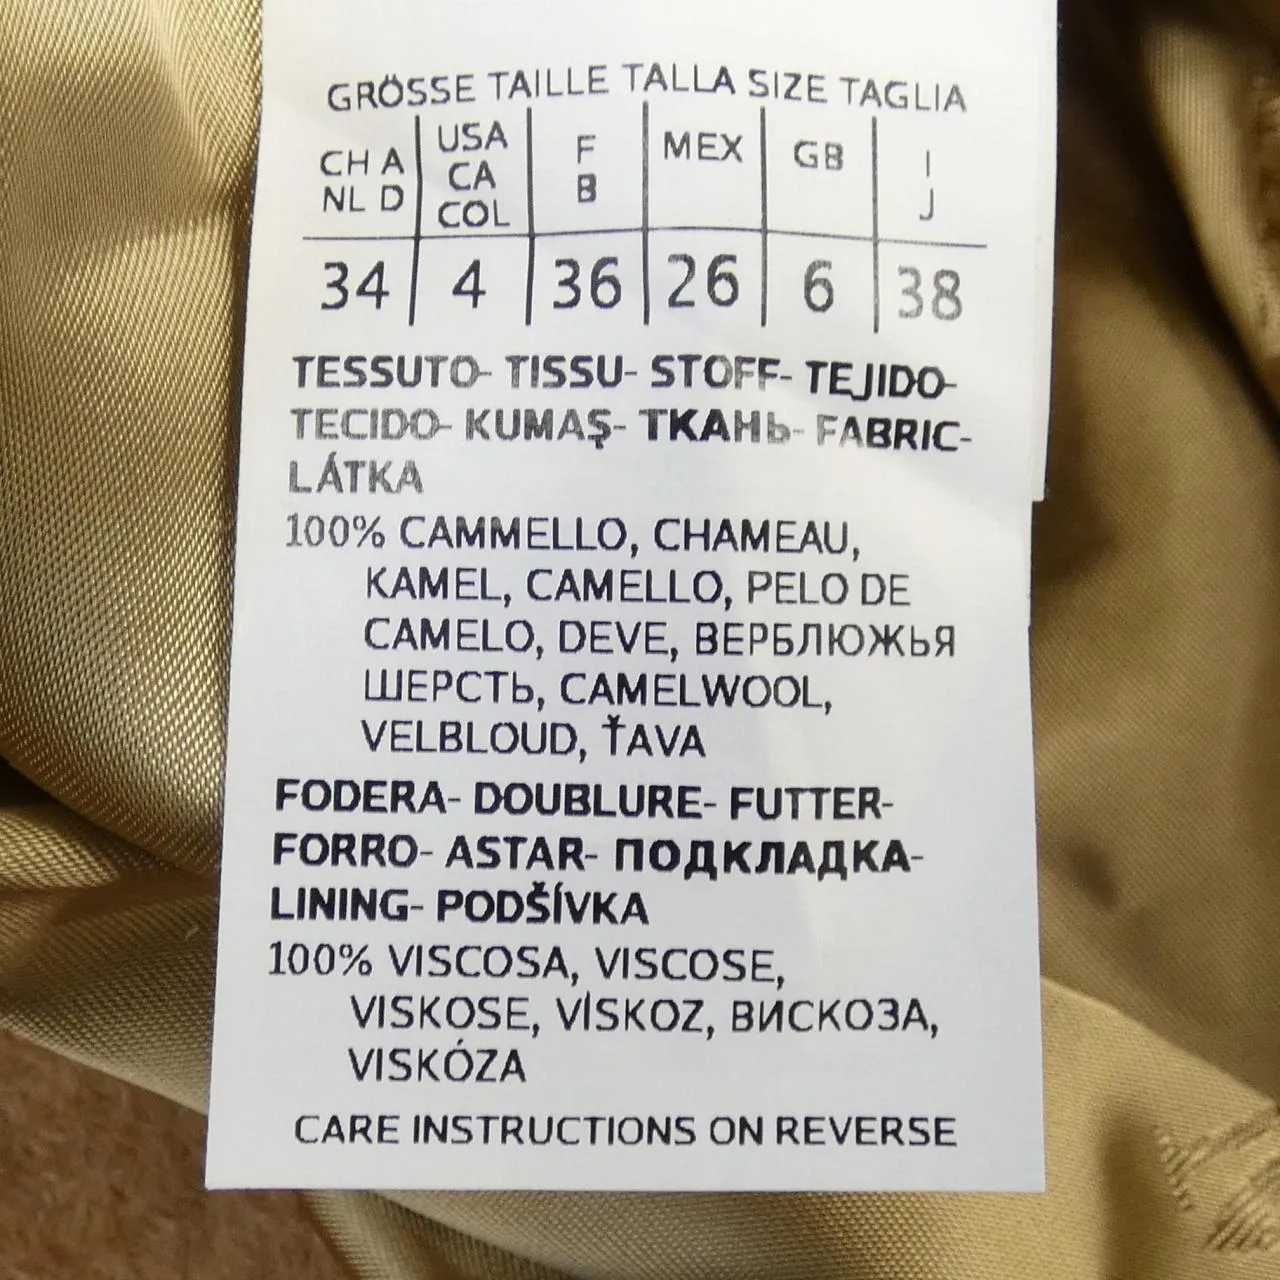 GRÖSSE TAILLE TALLA SIZE TAGLIA
CH A NL D | USA CA COL | F B | MEX | GB | I J
34 | 4 | 36 | 26 | 6 | 38
TESSUTO- TISSU- STOFF- TEJIDO-
TECIDO- KUMAŞ- ТКАНЬ- FABRIC-
LÁTKA
100% CAMMELLO, CHAMEAU,
KAMEL, CAMELLO, PELO DE
CAMELO, DEVE, ВЕРБЛЮЖЬЯ
ШЕРСТЬ, CAMELWOOL,
VELBLOUD, ŤAVA
FODERA- DOUBLURE- FUTTER-
FORRO- ASTAR- ПОДКЛАДКА-
LINING- PODŠÍVKA
100% VISCOSA, VISCOSE,
VISKOSE, VİSKOZ, ВИСКОЗА,
VISKÓZA
CARE INSTRUCTIONS ON REVERSE